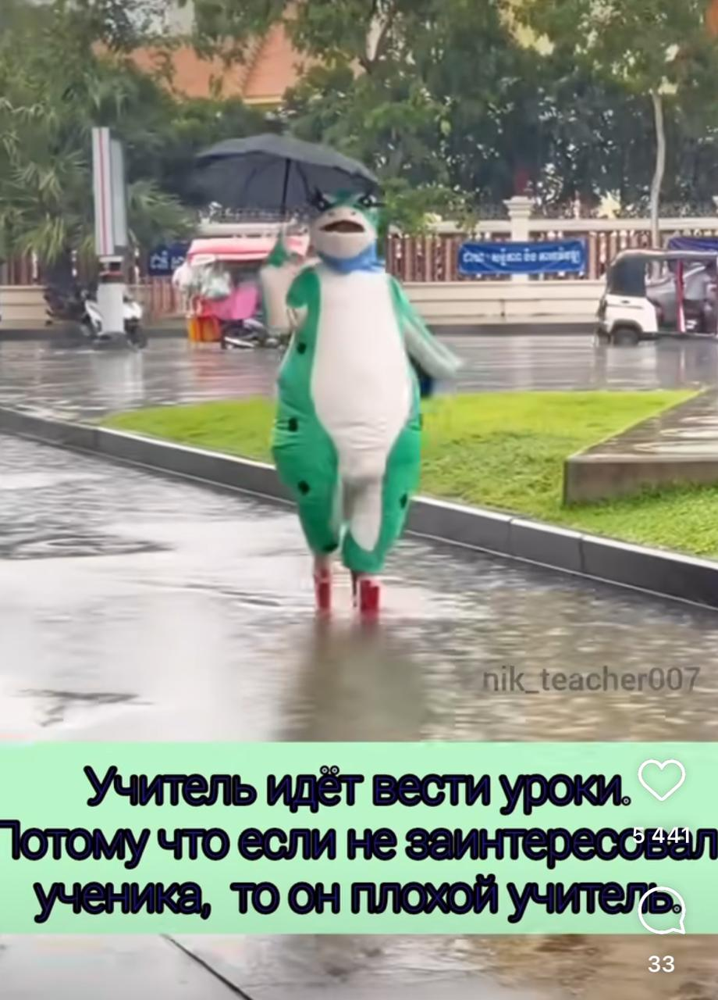 nik_teacher007
Учитель идёт вести уроки.
5 441
Потому что если не заинтересовал
ученика, то он плохой учитель.
33